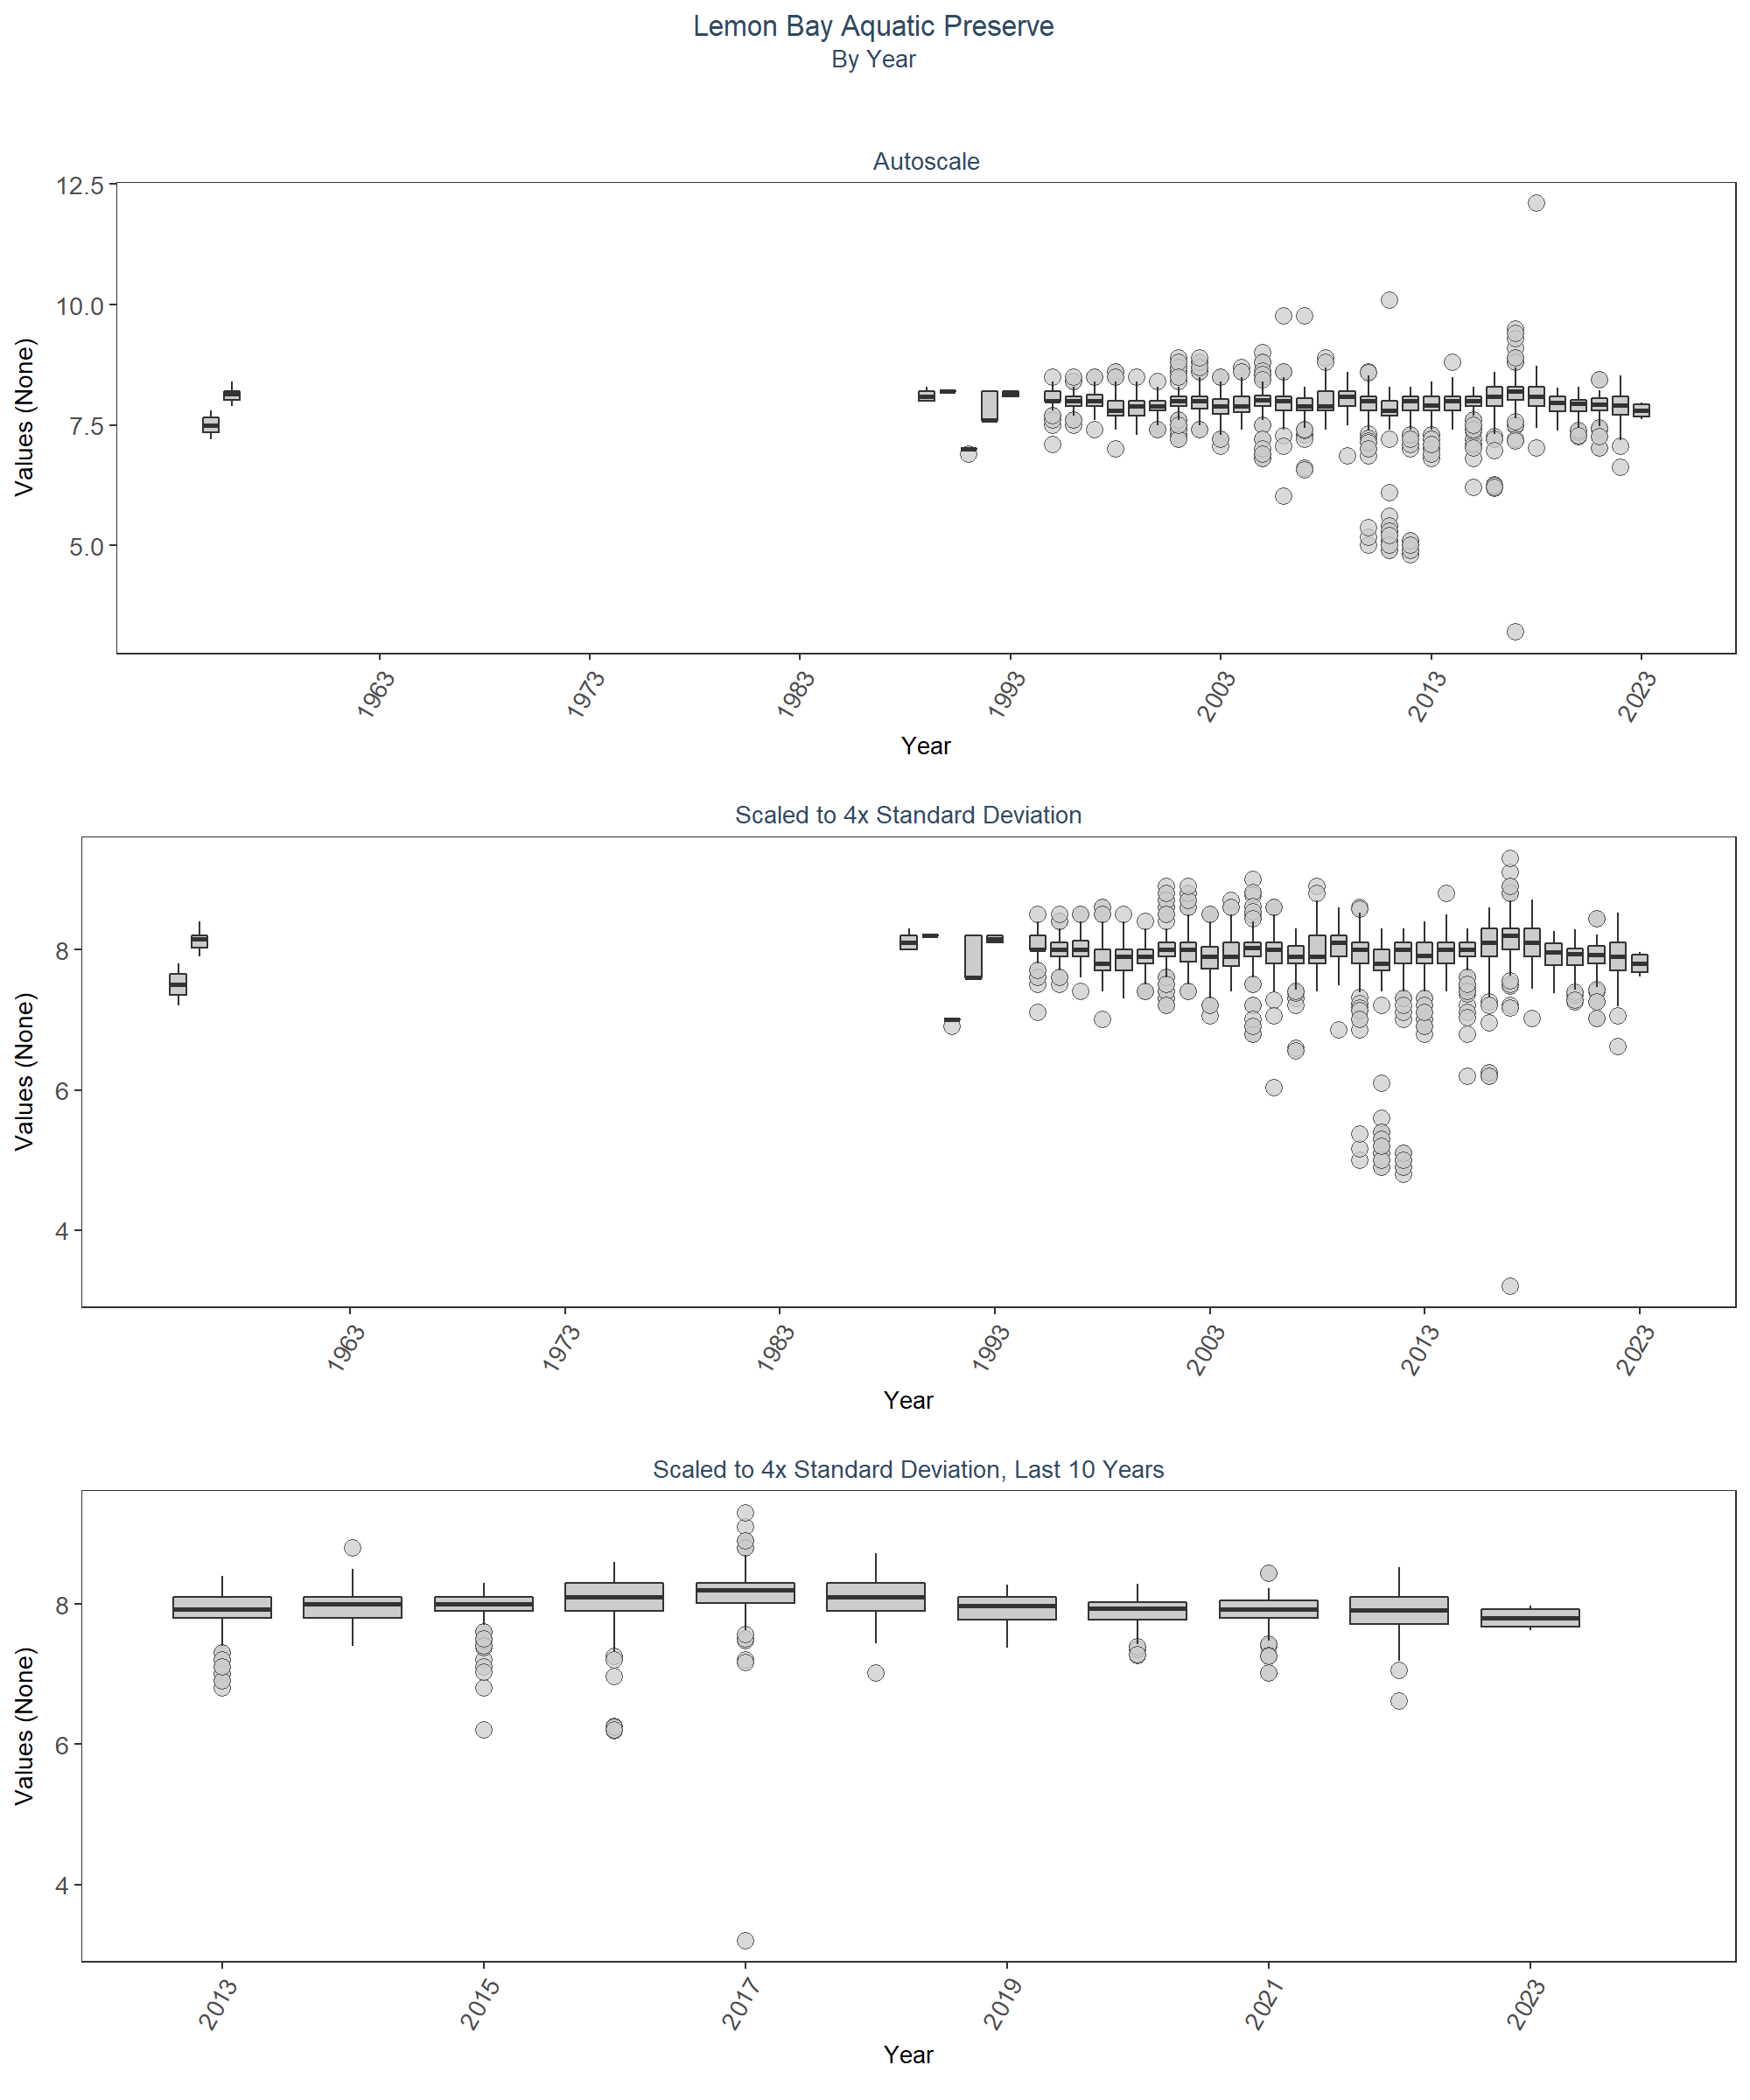 Lemon Bay Aquatic Preserve
By Year
Autoscale
12.5
10.0
7.5
5.0
Values (None)
1963 1973 1983 1993 2003 2013 2023
Year
Scaled to 4x Standard Deviation
8
6
4
Values (None)
1963 1973 1983 1993 2003 2013 2023
Year
Scaled to 4x Standard Deviation, Last 10 Years
8
6
4
Values (None)
2013 2015 2017 2019 2021 2023
Year